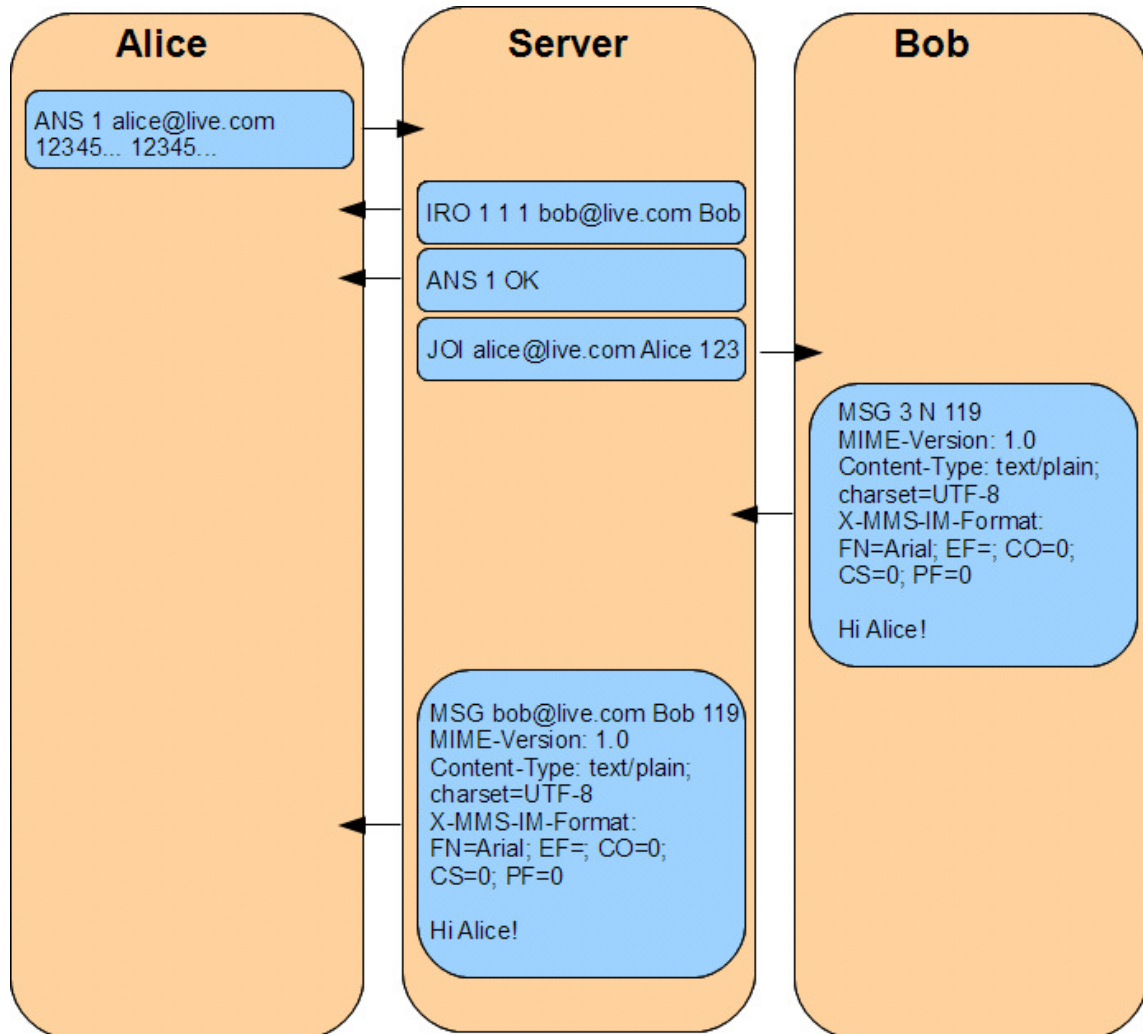 Alice
Server
Bob
ANS 1 alice@live.com
12345... 12345...
IRO 1 1 1 bob@live.com Bob
ANS 1 OK
JOI alice@live.com Alice 123
MSG 3 N 119
MIME-Version: 1.0
Content-Type: text/plain;
charset=UTF-8
X-MMS-IM-Format:
FN=Arial; EF=; CO=0;
CS=0; PF=0
Hi Alice!
MSG bob@live.com Bob 119
MIME-Version: 1.0
Content-Type: text/plain;
charset=UTF-8
X-MMS-IM-Format:
FN=Arial; EF=; CO=0;
CS=0; PF=0
Hi Alice!